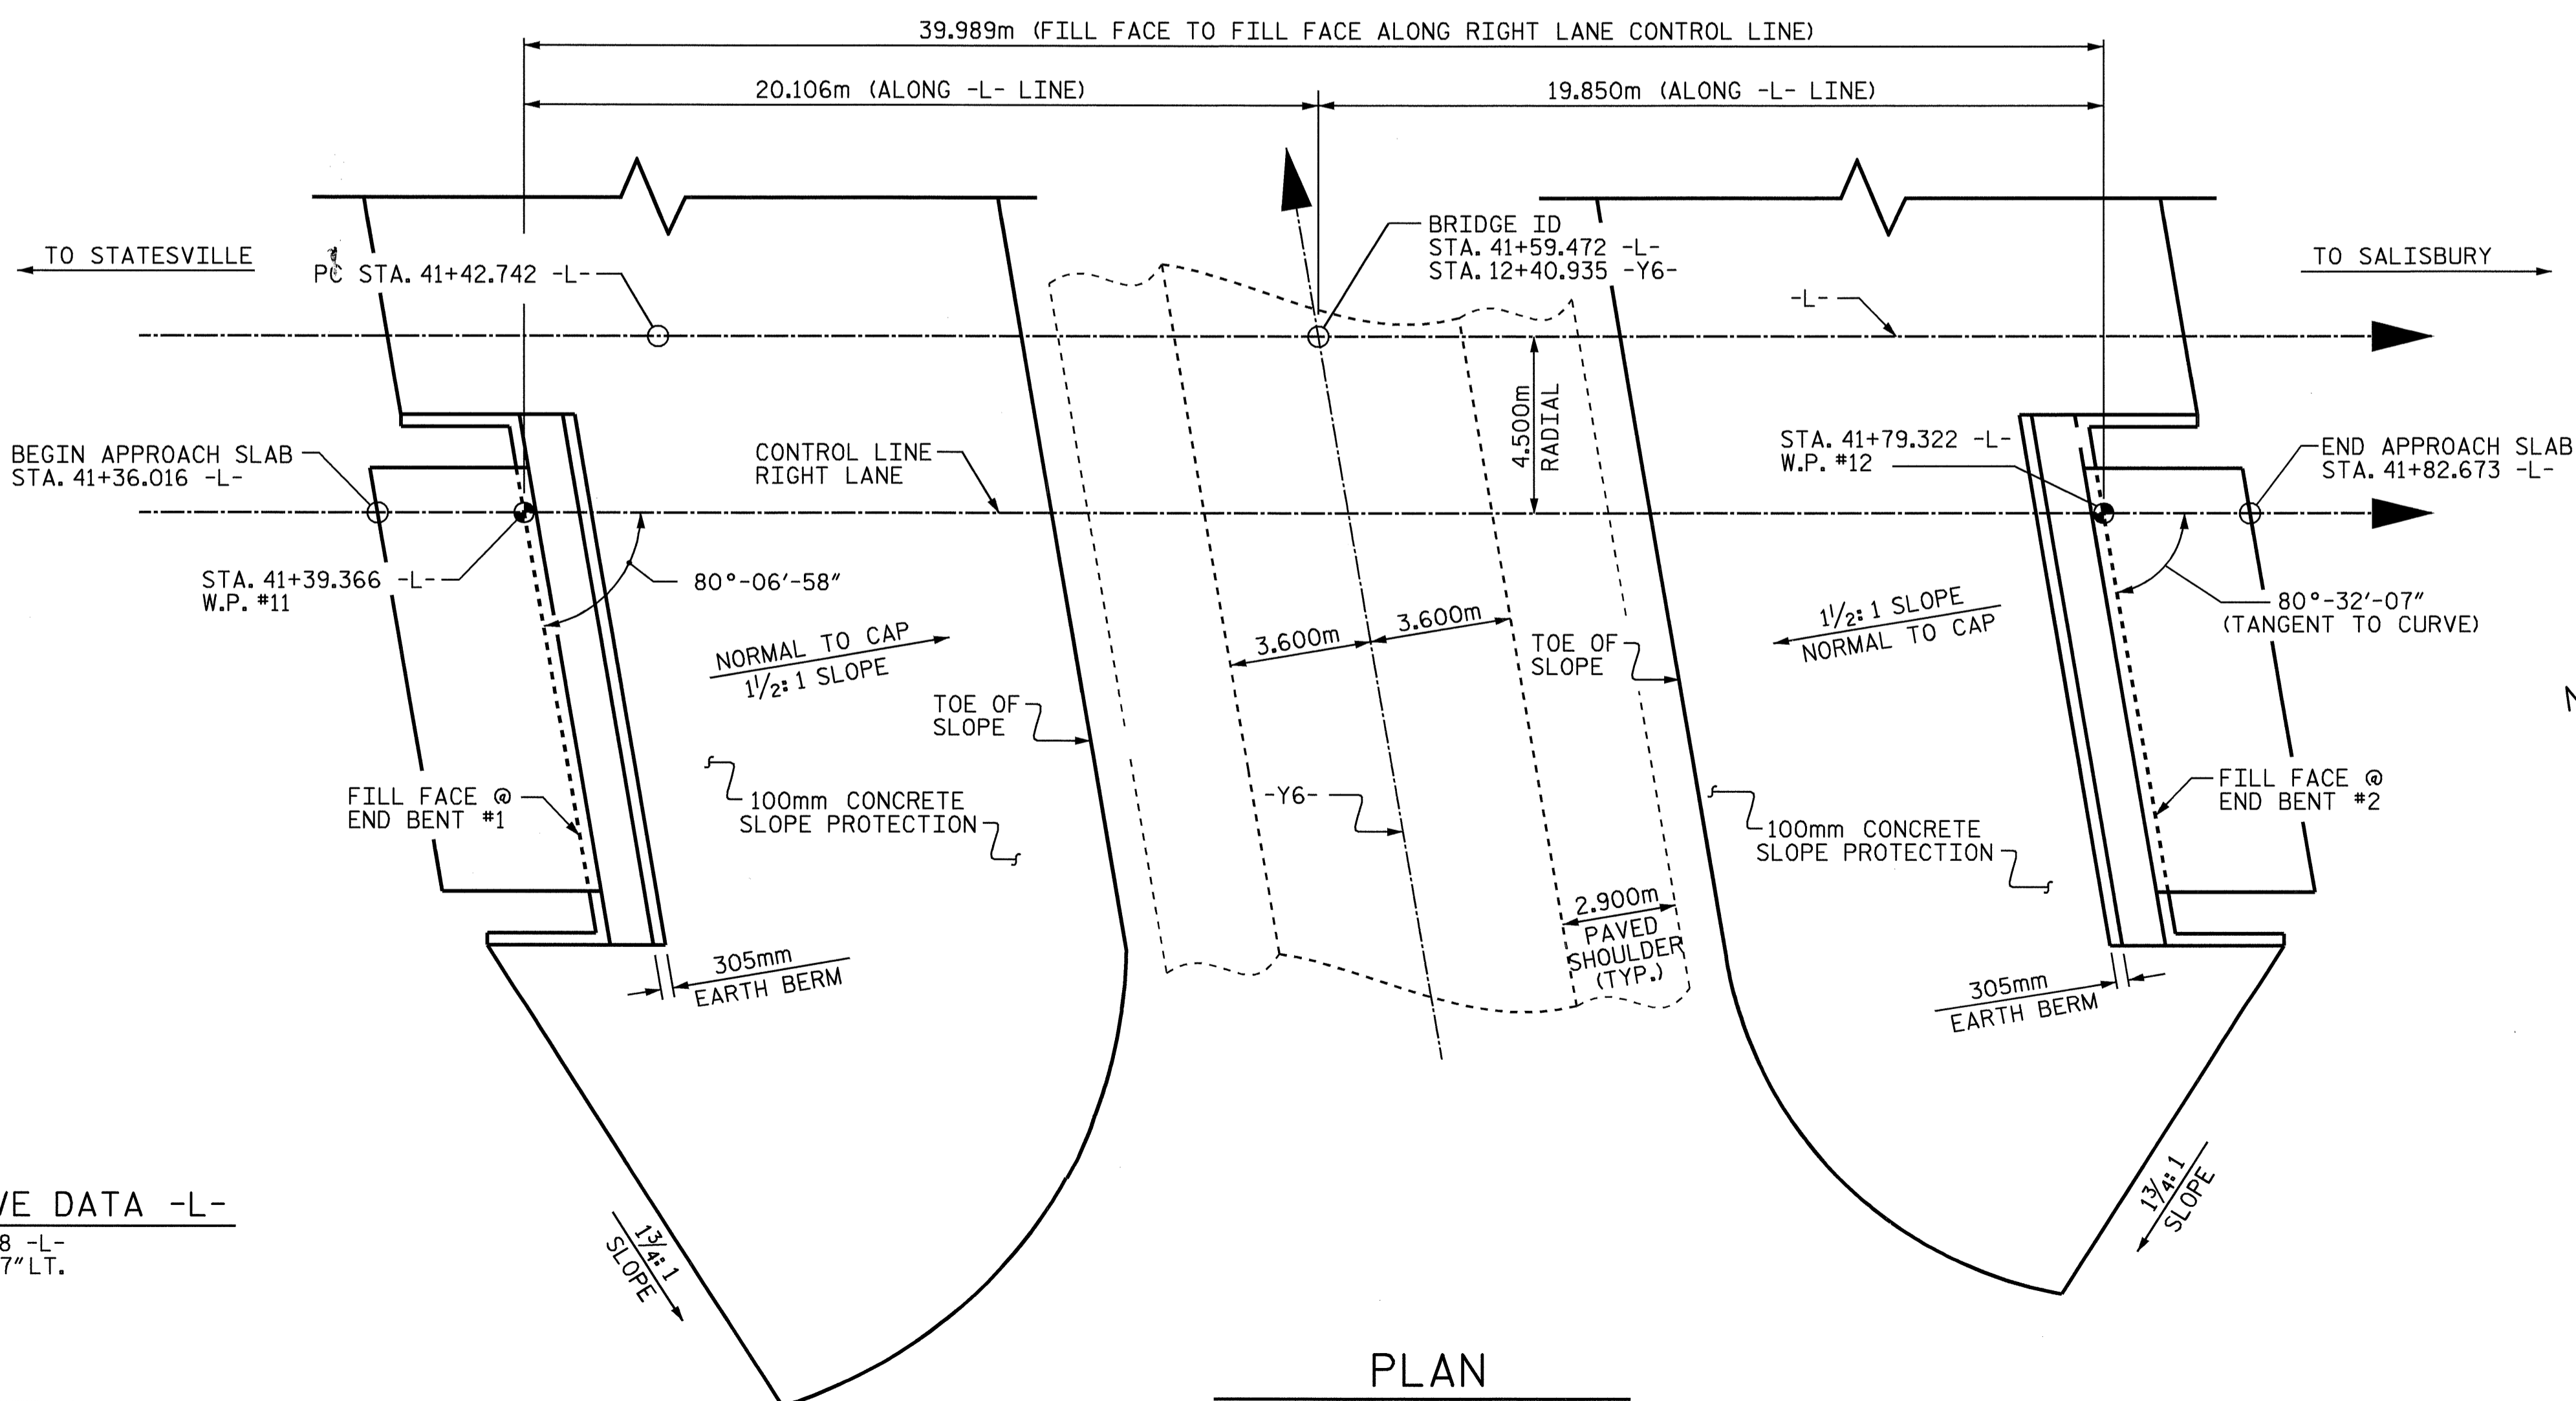 39.989m (FILL FACE TO FILL FACE ALONG RIGHT LANE CONTROL LINE)
20.106m (ALONG -L- LINE)
19.850m (ALONG -L- LINE)
BRIDGE ID
STA. 41+59.472 -L-
STA. 12+40.935 -Y6-
TO STATESVILLE
PC STA. 41+42.742 -L-
TO SALISBURY
-L-
4.500m
RADIAL
BEGIN APPROACH SLAB
STA. 41+36.016 -L-
CONTROL LINE
RIGHT LANE
STA. 41+79.322 -L-
W.P. #12
END APPROACH SLAB
STA. 41+82.673 -L-
STA. 41+39.366 -L-
W.P. #11
80°-06'-58"
80°-32'-07"
(TANGENT TO CURVE)
NORMAL TO CAP
1½:1 SLOPE
3.600m
3.600m
TOE OF
SLOPE
1½:1 SLOPE
NORMAL TO CAP
TOE OF
SLOPE
FILL FACE @
END BENT #1
100mm CONCRETE
SLOPE PROTECTION
-Y6-
100mm CONCRETE
SLOPE PROTECTION
FILL FACE @
END BENT #2
2.900m
PAVED
SHOULDER
(TYP.)
305mm
EARTH BERM
305mm
EARTH BERM
VE DATA -L-
8 -L-
7" LT.
1¾:1
SLOPE
1¾:1
SLOPE
PLAN